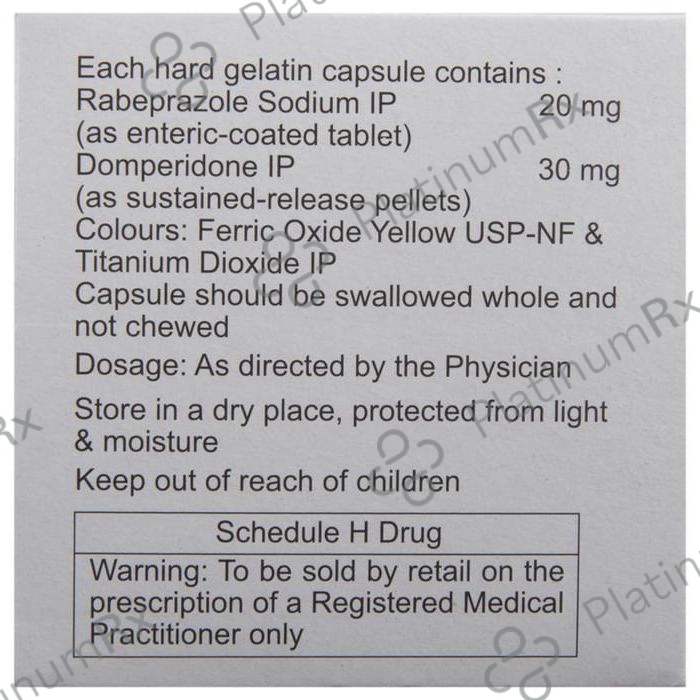 Each hard gelatin capsule contains :
Rabeprazole Sodium IP 20 mg
(as enteric-coated tablet)
Domperidone IP 30 mg
(as sustained-release pellets)
Colours: Ferric Oxide Yellow USP-NF &
Titanium Dioxide IP
Capsule should be swallowed whole and
not chewed
Dosage: As directed by the Physician
Store in a dry place, protected from light
& moisture
Keep out of reach of children
Schedule H Drug
Warning: To be sold by retail on the
prescription of a Registered Medical
Practitioner only
PlatinumRx
PlatinumRx